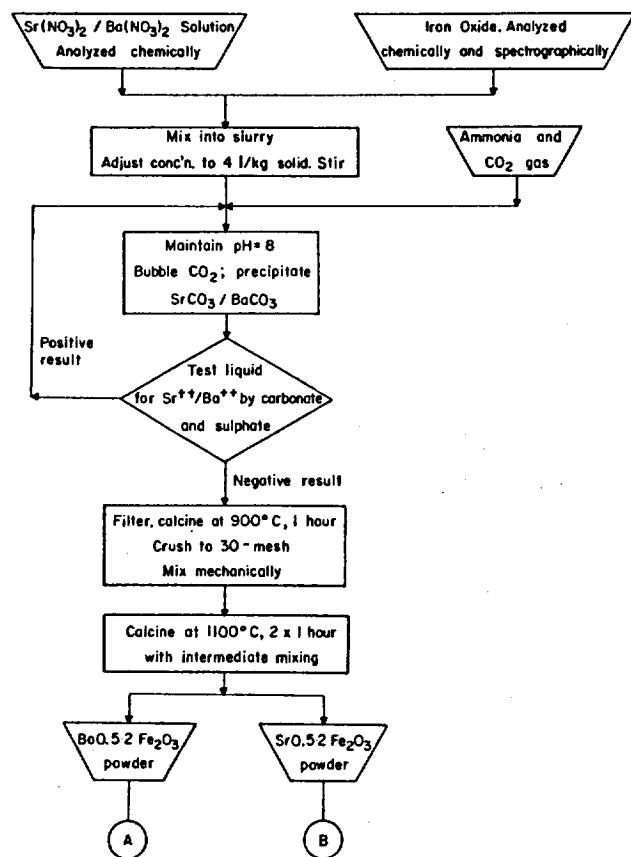 Sr(NO₃)₂ / Ba(NO₃)₂ Solution
Analyzed chemically
Iron Oxide. Analyzed
chemically and spectrographically
Mix into slurry
Adjust conc'n. to 4 l/kg solid. Stir
Ammonia and
CO₂ gas
Maintain pH = 8
Bubble CO₂; precipitate
SrCO₃ / BaCO₃
Positive
result
Test liquid
for Sr⁺⁺/Ba⁺⁺ by carbonate
and sulphate
Negative result
Filter, calcine at 900°C, 1 hour
Crush to 30-mesh
Mix mechanically
Calcine at 1100°C, 2 x 1 hour
with intermediate mixing
BaO.5·2 Fe₂O₃
powder
SrO.5·2 Fe₂O₃
powder
A
B